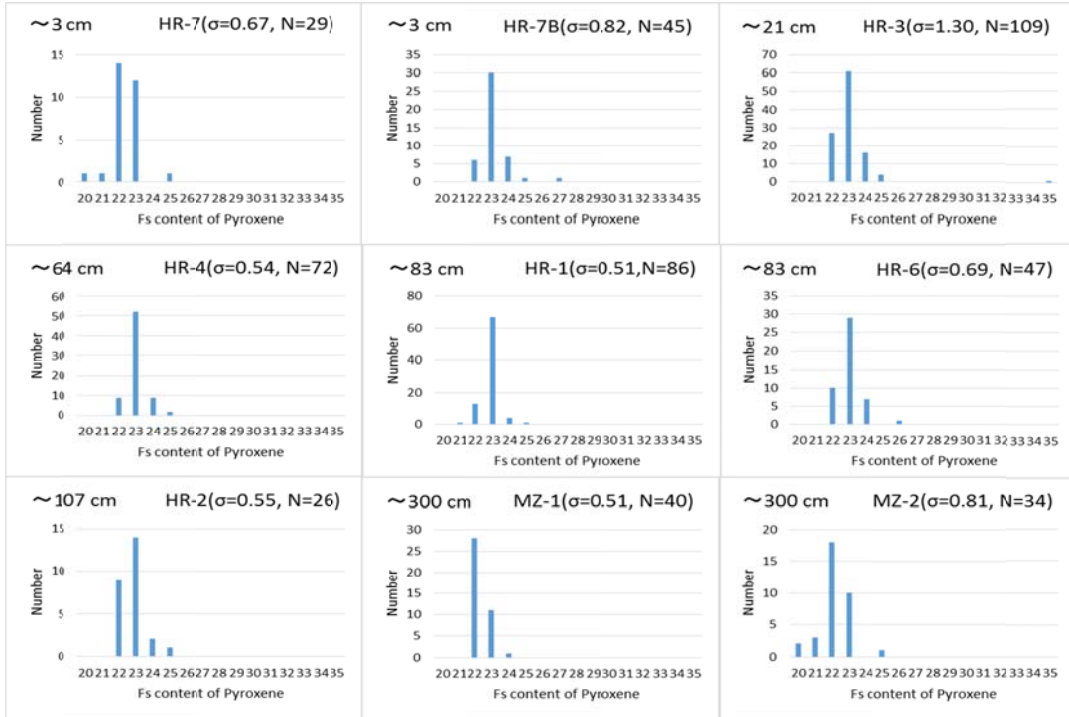 ～3 cm HR-7(σ=0.67, N=29)
15
10
5
0
Number
20 21 22 23 24 25 26 27 28 29 30 31 32 33 34 35
Fs content of Pyroxene
～3 cm HR-7B(σ=0.82, N=45)
35
30
25
20
15
10
5
0
Number
20 21 22 23 24 25 26 27 28 29 30 31 32 33 34 35
Fs content of Pyroxene
～21 cm HR-3(σ=1.30, N=109)
70
60
50
40
30
20
10
0
Number
20 21 22 23 24 25 26 27 28 29 30 31 32 33 34 35
Fs content of Pyroxene
～64 cm HR-4(σ=0.54, N=72)
60
50
40
30
20
10
0
Number
20 21 22 23 24 25 26 27 28 29 30 31 32 33 34 35
Fs content of Pyroxene
～83 cm HR-1(σ=0.51,N=86)
80
60
40
20
0
Number
20 21 22 23 24 25 26 27 28 29 30 31 32 33 34 35
Fs content of Pyroxene
～83 cm HR-6(σ=0.69, N=47)
35
30
25
20
15
10
5
0
Number
20 21 22 23 24 25 26 27 28 29 30 31 32 33 34 35
Fs content of Pyroxene
～107 cm HR-2(σ=0.55, N=26)
15
10
5
0
Number
20 21 22 23 24 25 26 27 28 29 30 31 32 33 34 35
Fs content of Pyroxene
～300 cm MZ-1(σ=0.51, N=40)
30
25
20
15
10
5
0
Number
20 21 22 23 24 25 26 27 28 29 30 31 32 33 34 35
Fs content of Pyroxene
～300 cm MZ-2(σ=0.81, N=34)
20
15
10
5
0
Number
20 21 22 23 24 25 26 27 28 29 30 31 32 33 34 35
Fs content of Pyroxene